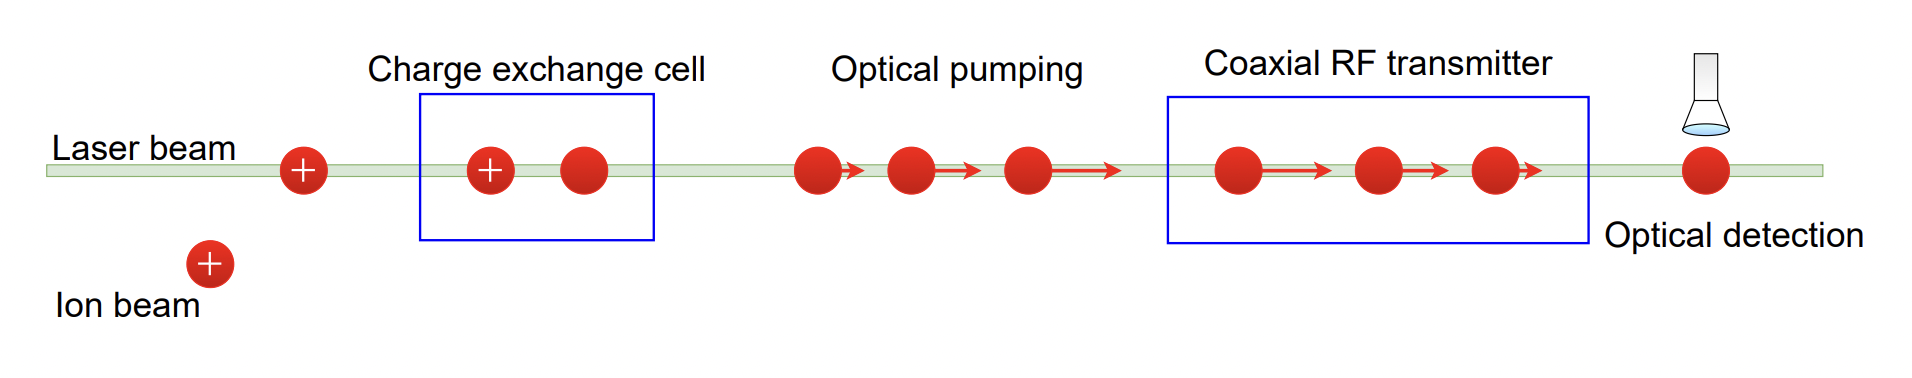 Charge exchange cell
Optical pumping
Coaxial RF transmitter
Laser beam
+
+
+
Ion beam
Optical detection